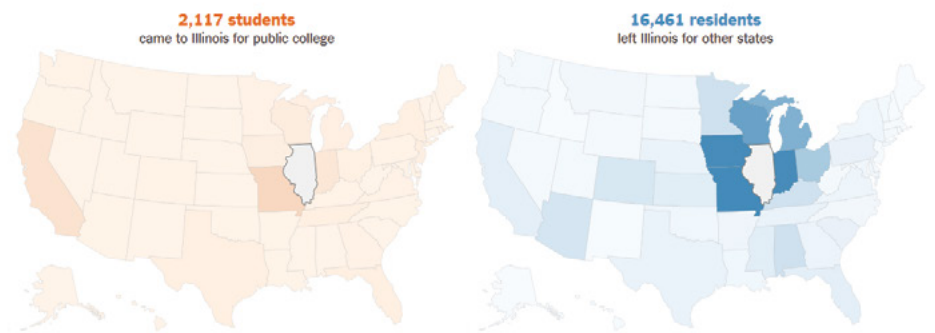 2,117 students
came to Illinois for public college
16,461 residents
left Illinois for other states